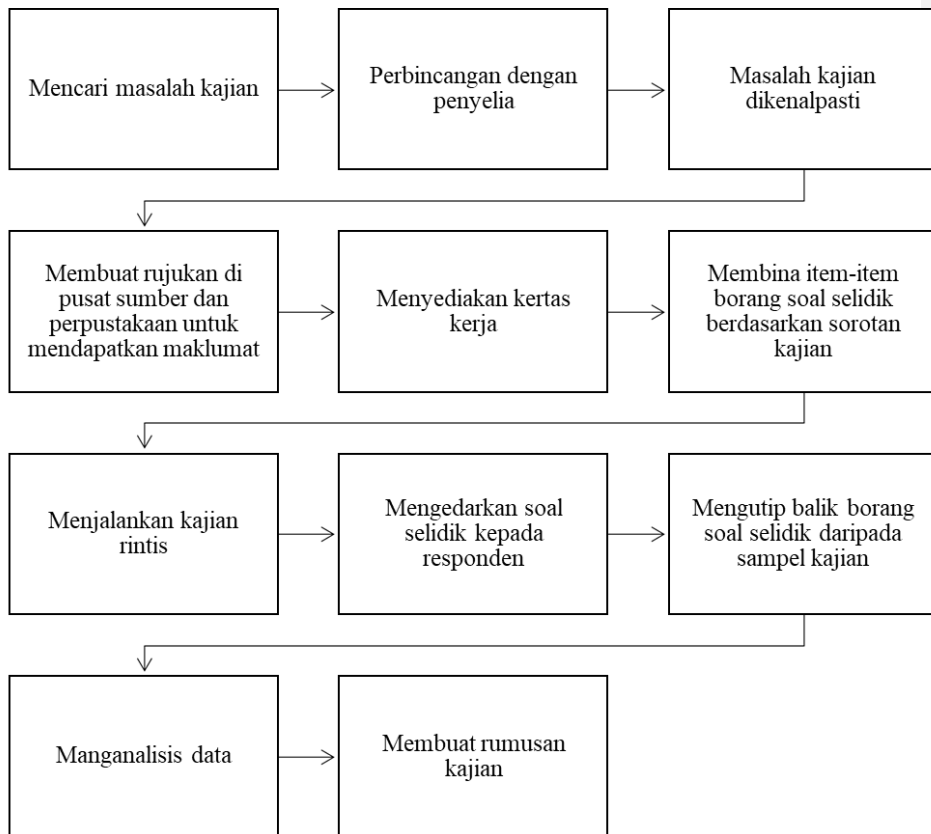 Mencari masalah kajian
Perbincangan dengan
penyelia
Masalah kajian
dikenalpasti
Membuat rujukan di
pusat sumber dan
perpustakaan untuk
mendapatkan maklumat
Menyediakan kertas
kerja
Membina item-item
borang soal selidik
berdasarkan sorotan
kajian
Menjalankan kajian
rintis
Mengedarkan soal
selidik kepada
responden
Mengutip balik borang
soal selidik daripada
sampel kajian
Manganalisis data
Membuat rumusan
kajian